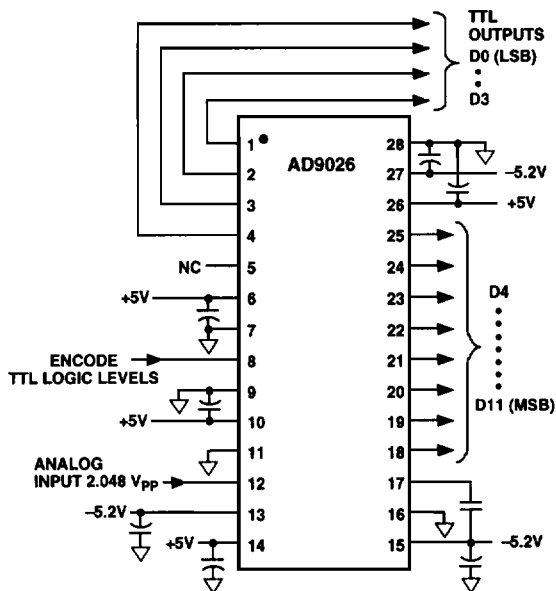 TTL
OUTPUTS
D0 (LSB)
D3
AD9026
1
2
3
4
NC
5
+5V
6
7
ENCODE
TTL LOGIC LEVELS
8
9
+5V
10
11
ANALOG
INPUT 2.048 VPP
12
–5.2V
13
+5V
14
28
27
–5.2V
26
+5V
25
24
23
22
21
20
19
18
D4
D11 (MSB)
17
16
15
–5.2V